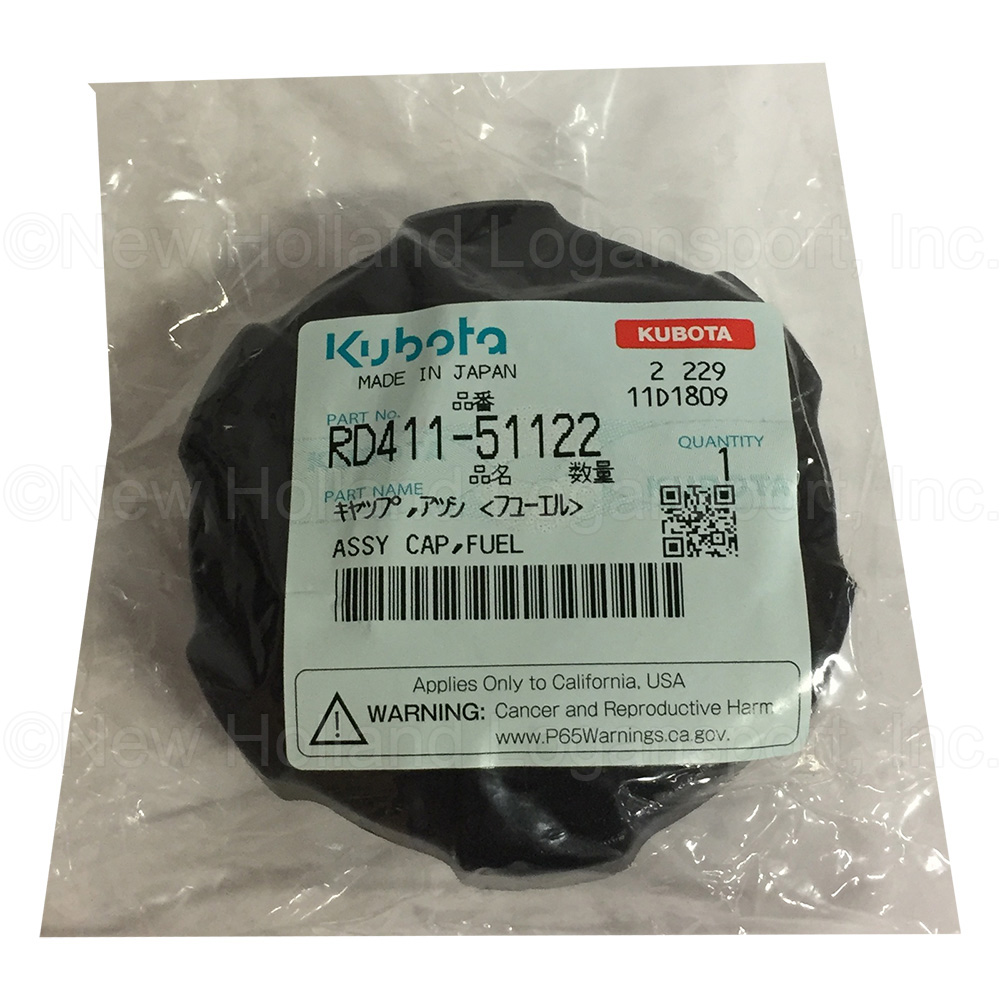 ©New Holland Logansport, Inc.
Kubota
KUBOTA
MADE IN JAPAN
2 229
11D1809
品番
PART No.
RD411-51122
QUANTITY
1
品名 数量
©New Holland Logansport, Inc.
PART NAME
キャップ,アツシ <フューエル>
ASSY CAP,FUEL
Applies Only to California, USA
WARNING: Cancer and Reproductive Harm
www.P65Warnings.ca.gov.
©New Holland Logansport, Inc.